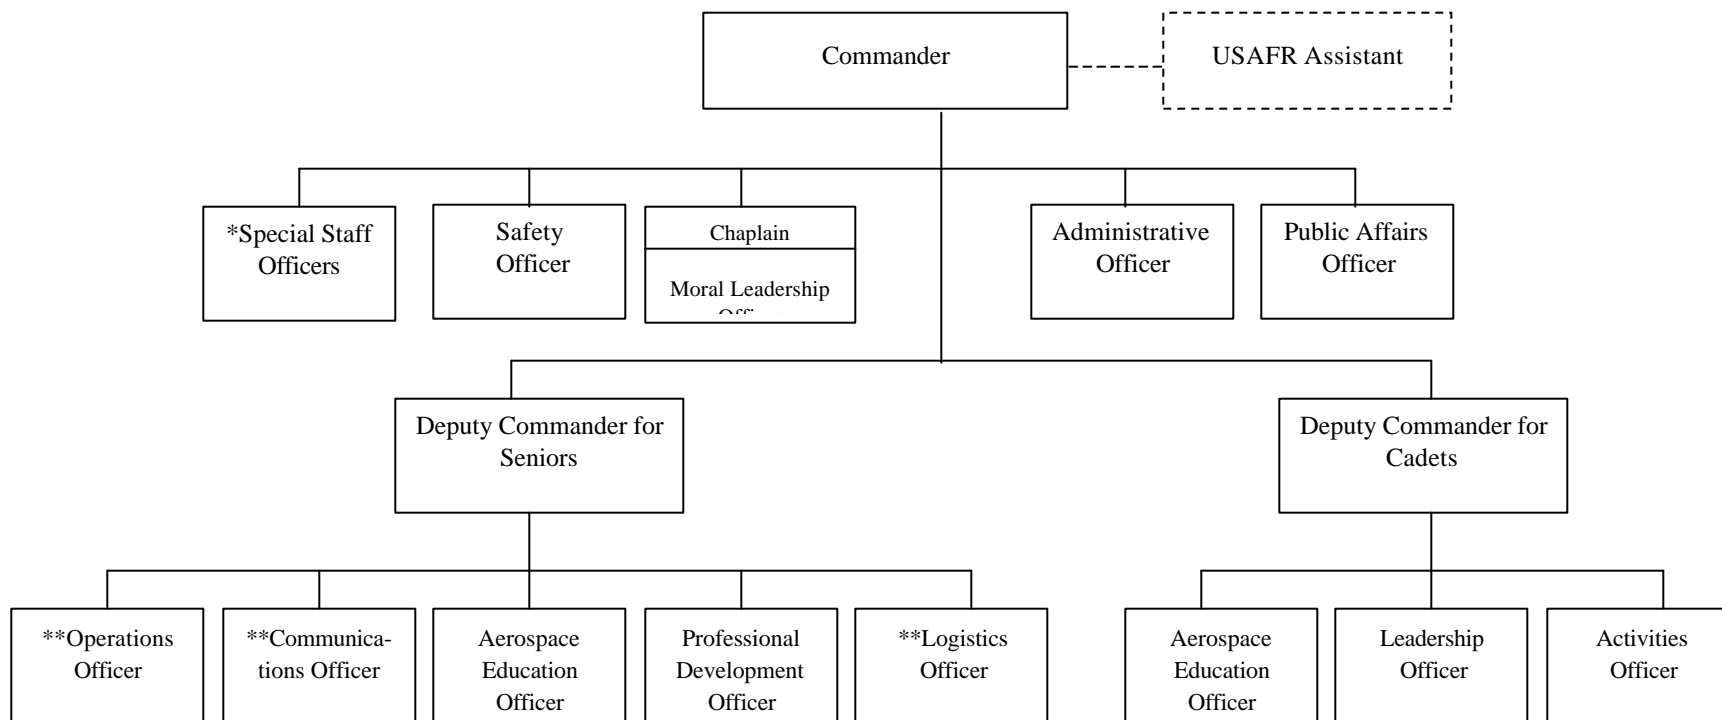 Commander
USAFR Assistant
*Special Staff
Officers
Safety
Officer
Chaplain
Moral Leadership
Administrative
Officer
Public Affairs
Officer
Deputy Commander for
Seniors
Deputy Commander for
Cadets
**Operations
Officer
**Communica-
tions Officer
Aerospace
Education
Officer
Professional
Development
Officer
**Logistics
Officer
Aerospace
Education
Officer
Leadership
Officer
Activities
Officer